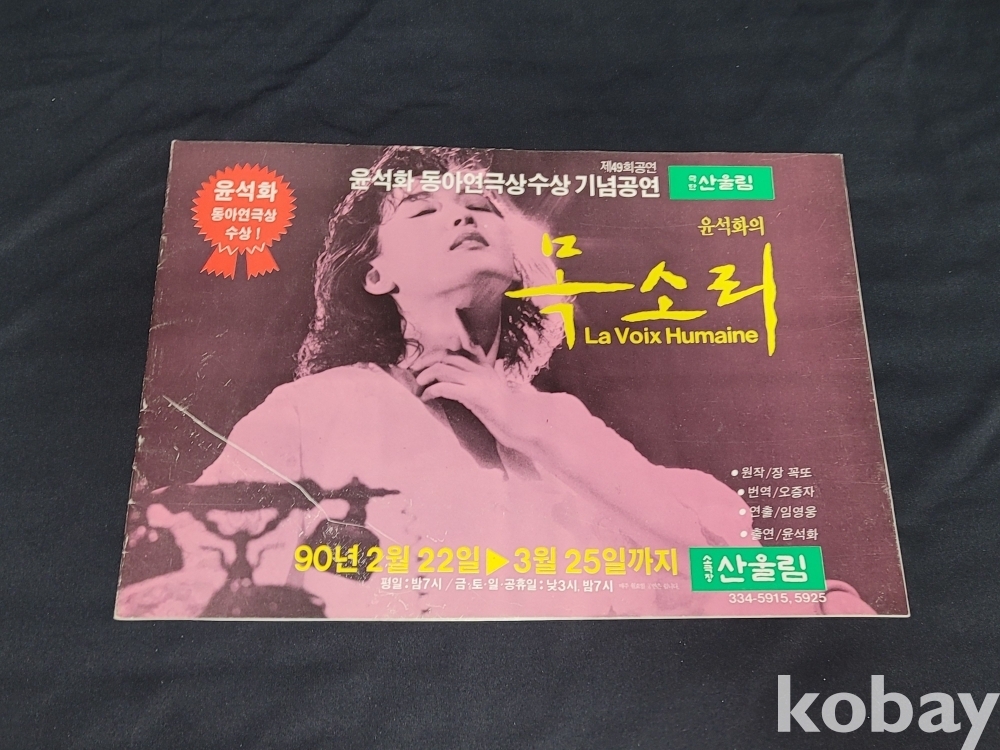 제49회공연
윤석화 동아연극상수상 기념공연
극단 산울림
윤석화
동아연극상
수상!
윤석화의
목소리
La Voix Humaine
• 원작/장 꼭또
• 번역/오증자
• 연출/임영웅
• 출연/윤석화
90년 2월 22일 ▶ 3월 25일까지
평일:밤7시/금·토·일·공휴일:낮3시, 밤7시
소극장 산울림
334-5915, 5925
kobay